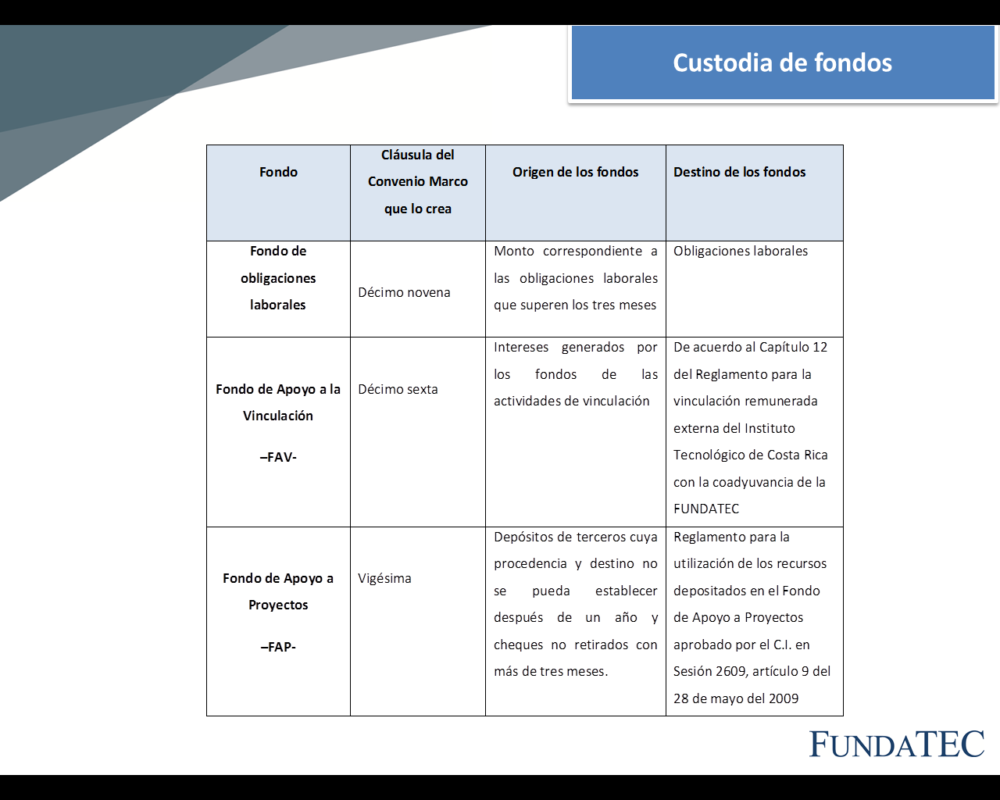 Custodia de fondos
Fondo
Cláusula del
Convenio Marco
que lo crea
Origen de los fondos
Destino de los fondos
Fondo de
obligaciones
laborales
Décimo novena
Monto correspondiente a
las obligaciones laborales
que superen los tres meses
Obligaciones laborales
Fondo de Apoyo a la
Vinculación
–FAV-
Décimo sexta
Intereses generados por
los fondos de las
actividades de vinculación
De acuerdo al Capítulo 12
del Reglamento para la
vinculación remunerada
externa del Instituto
Tecnológico de Costa Rica
con la coadyuvancia de la
FUNDATEC
Fondo de Apoyo a
Proyectos
–FAP-
Vigésima
Depósitos de terceros cuya
procedencia y destino no
se pueda establecer
después de un año y
cheques no retirados con
más de tres meses.
Reglamento para la
utilización de los recursos
depositados en el Fondo
de Apoyo a Proyectos
aprobado por el C.I. en
Sesión 2609, artículo 9 del
28 de mayo del 2009
FUNDATEC